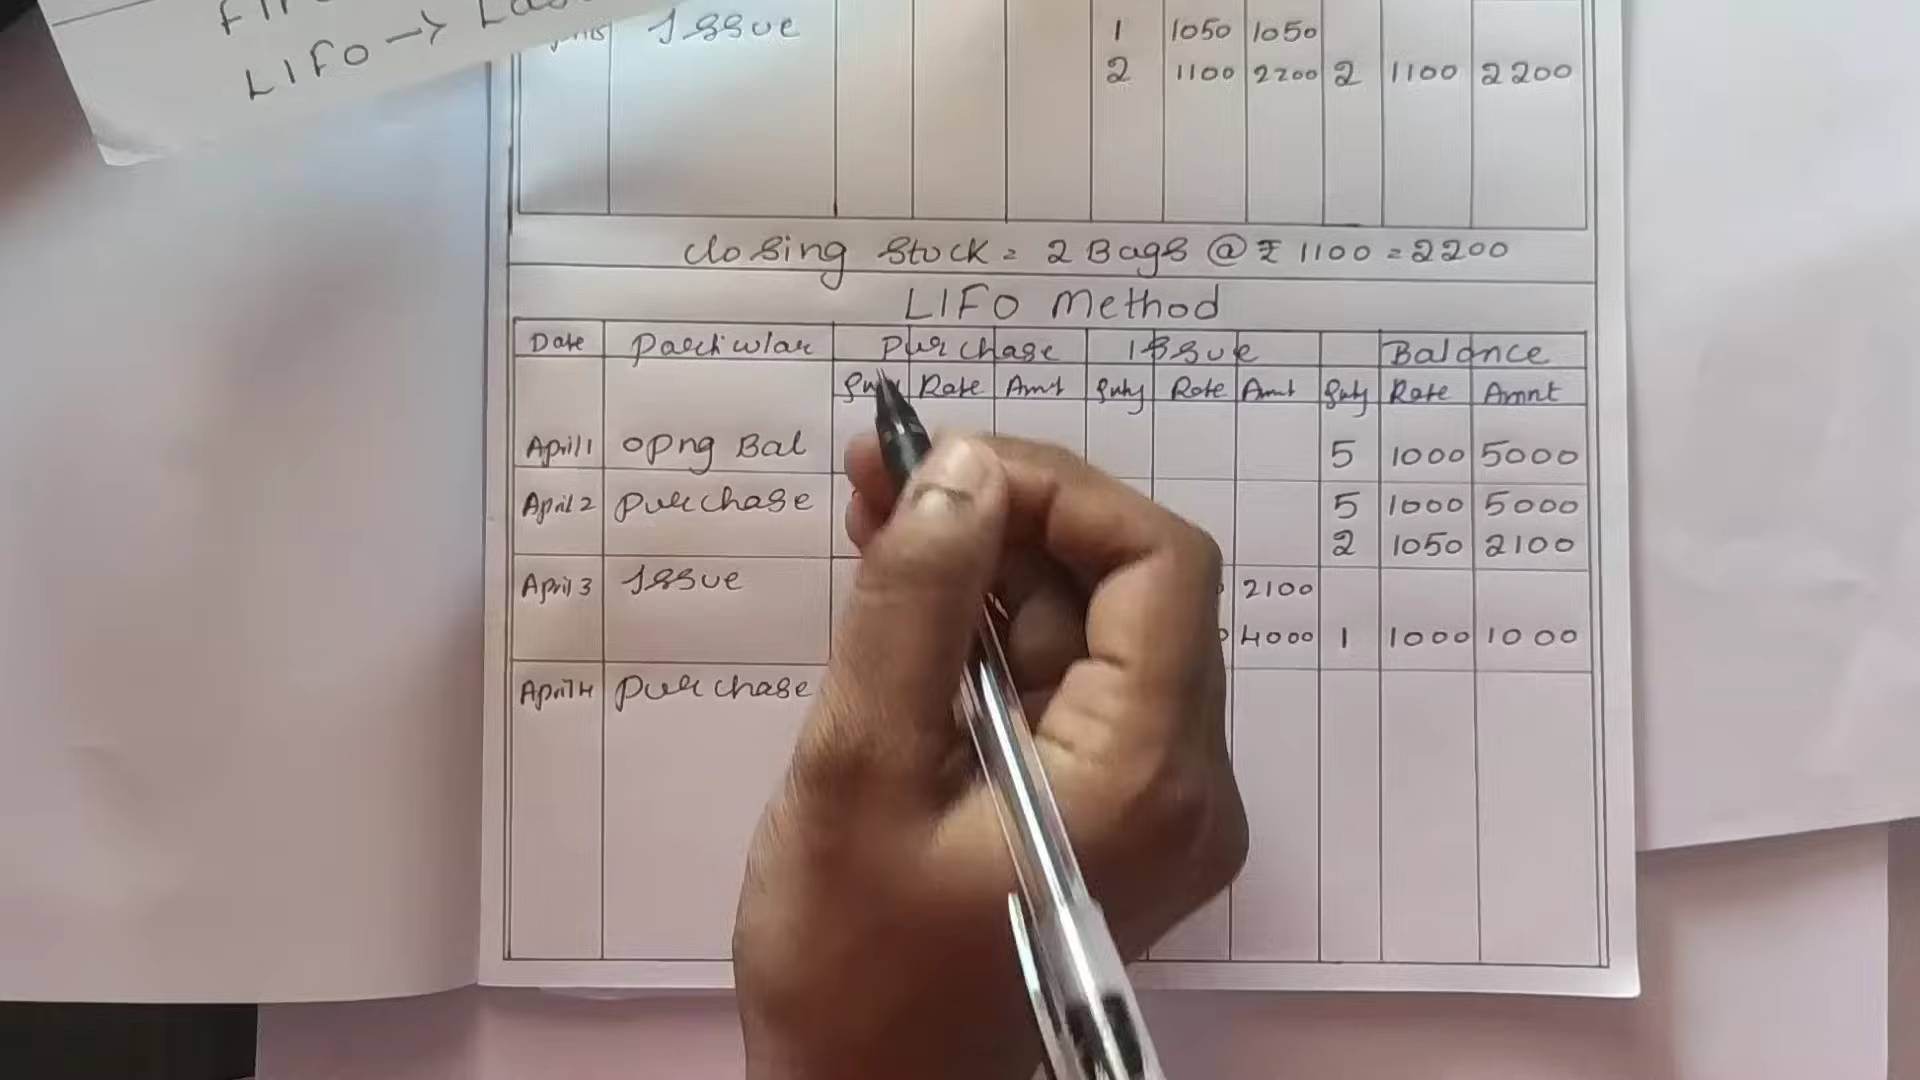 LIFO →
Issue 1 1050 1050
2 1100 2200 2 1100 2200
Closing Stock = 2 Bags @ ₹ 1100 = 2200
LIFO Method
Date Particular Purchase Issue Balance
Rate Amt Qnty Rate Amt Qnty Rate Amnt
April 1 Opng Bal 5 1000 5000
April 2 Purchase 5 1000 5000
2 1050 2100
April 3 Issue 2100
4000 1 1000 1000
April 4 Purchase